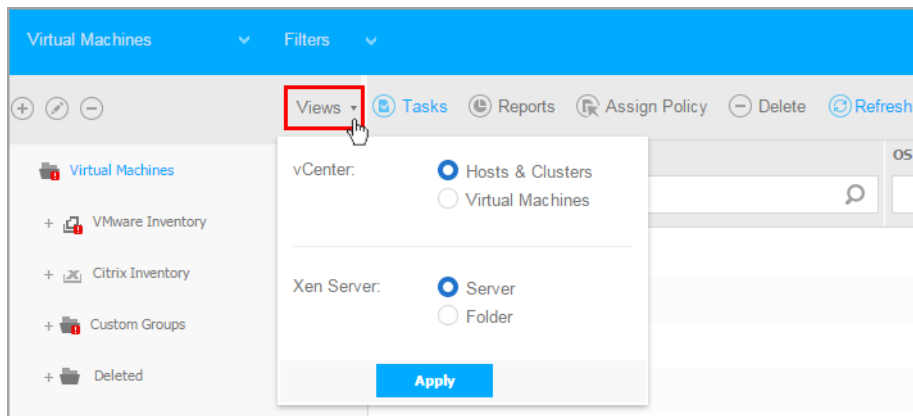 Virtual Machines Filters
Views Tasks Reports Assign Policy Delete Refresh
Virtual Machines
VMware Inventory
Citrix Inventory
Custom Groups
Deleted
vCenter: Hosts & Clusters
Virtual Machines
Xen Server: Server
Folder
Apply
OS